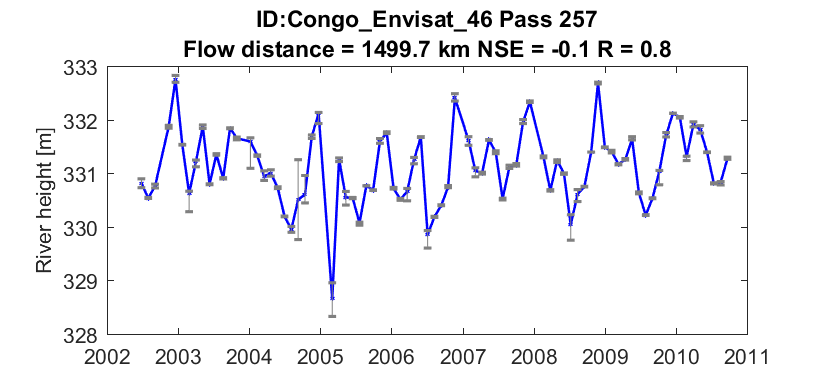 ID:Congo_Envisat_46 Pass 257
Flow distance = 1499.7 km NSE = -0.1 R = 0.8
River height [m]
333
332
331
330
329
328
2002 2003 2004 2005 2006 2007 2008 2009 2010 2011